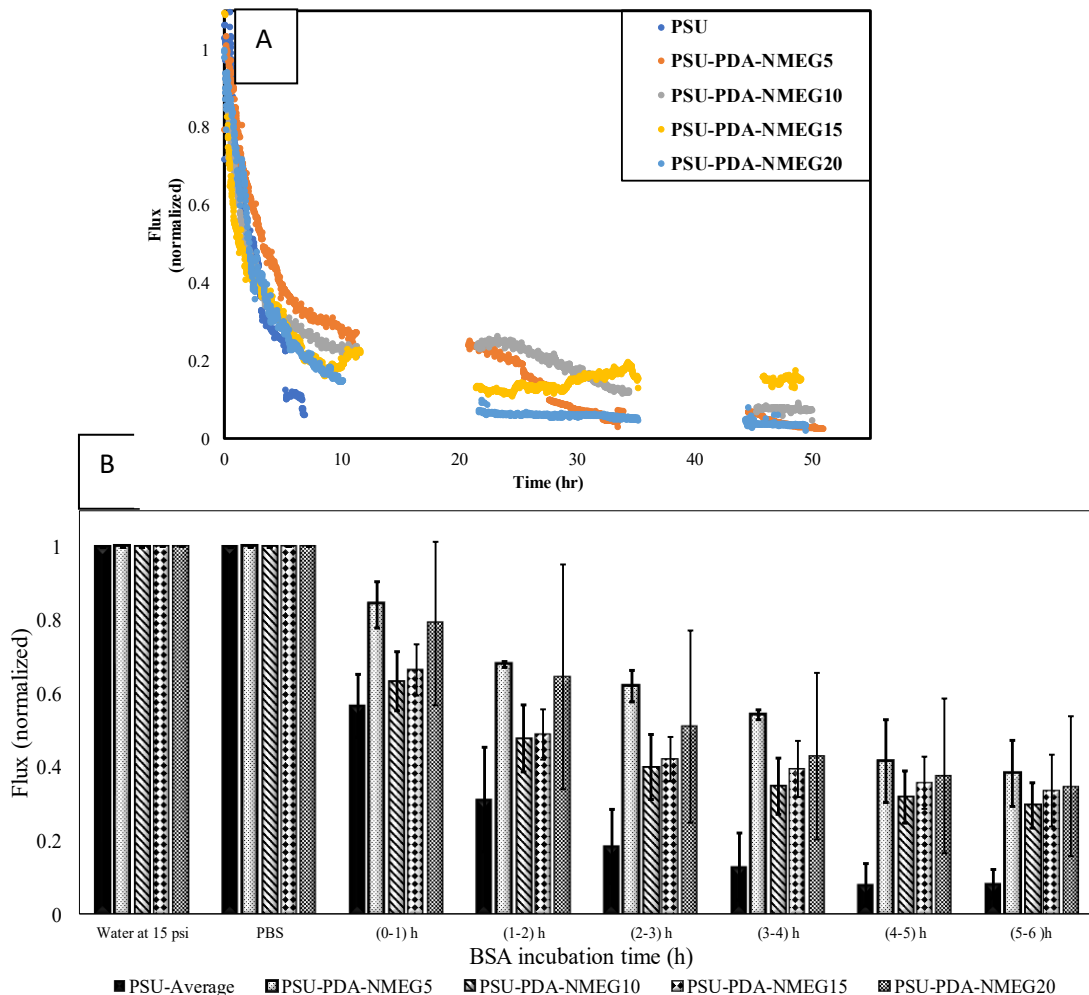 A
PSU
PSU-PDA-NMEG5
PSU-PDA-NMEG10
PSU-PDA-NMEG15
PSU-PDA-NMEG20
1
0.8
0.6
0.4
0.2
0
Flux
(normalized)
0 10 20 30 40 50
Time (hr)
B
1
0.8
0.6
0.4
0.2
0
Flux (normalized)
Water at 15 psi PBS (0-1) h (1-2) h (2-3) h (3-4) h (4-5) h (5-6 )h
BSA incubation time (h)
PSU-Average PSU-PDA-NMEG5 PSU-PDA-NMEG10 PSU-PDA-NMEG15 PSU-PDA-NMEG20